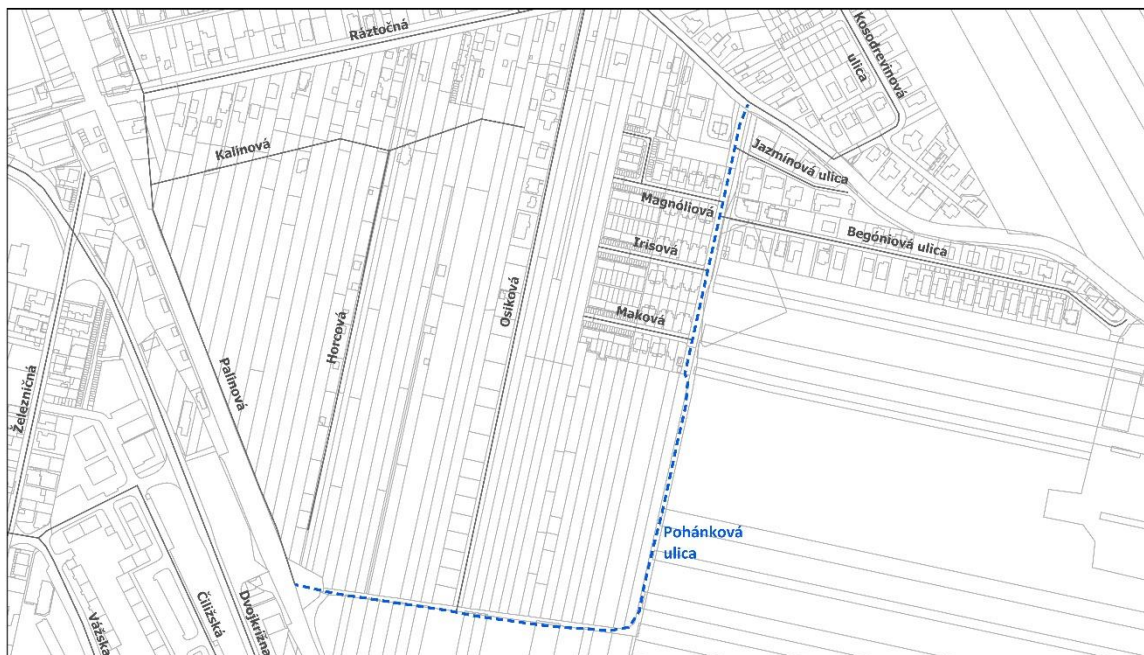 Ráztočná
Kosodrevinová
ulica
Kalinová
Jazmínová ulica
Magnóliová
Begóniová ulica
Irisová
Osiková
Maková
Horcová
Palinová
Železničná
Pohánková
ulica
Čiližská
Dvojkrížna
Vážska